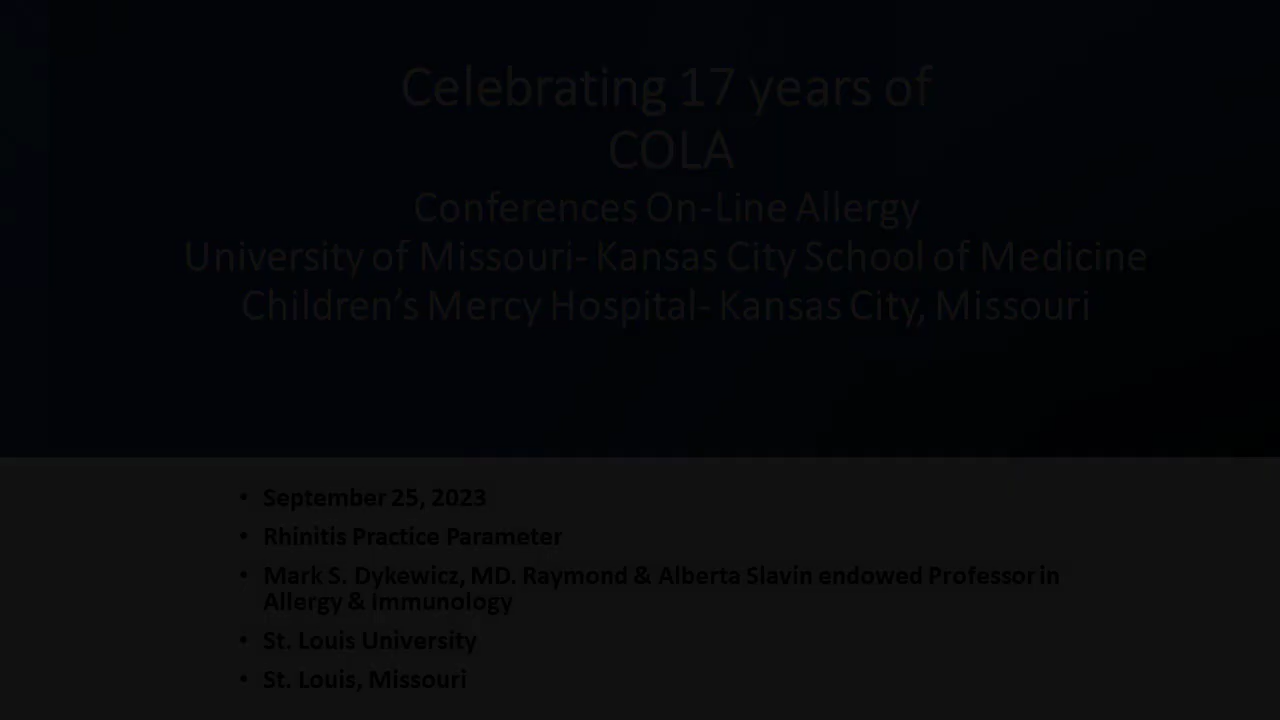 Celebrating 17 years of
COLA
Conferences On-Line Allergy
University of Missouri- Kansas City School of Medicine
Children’s Mercy Hospital- Kansas City, Missouri
• September 25, 2023
• Rhinitis Practice Parameter
• Mark S. Dykewicz, MD. Raymond & Alberta Slavin endowed Professor in
Allergy & Immunology
• St. Louis University
• St. Louis, Missouri